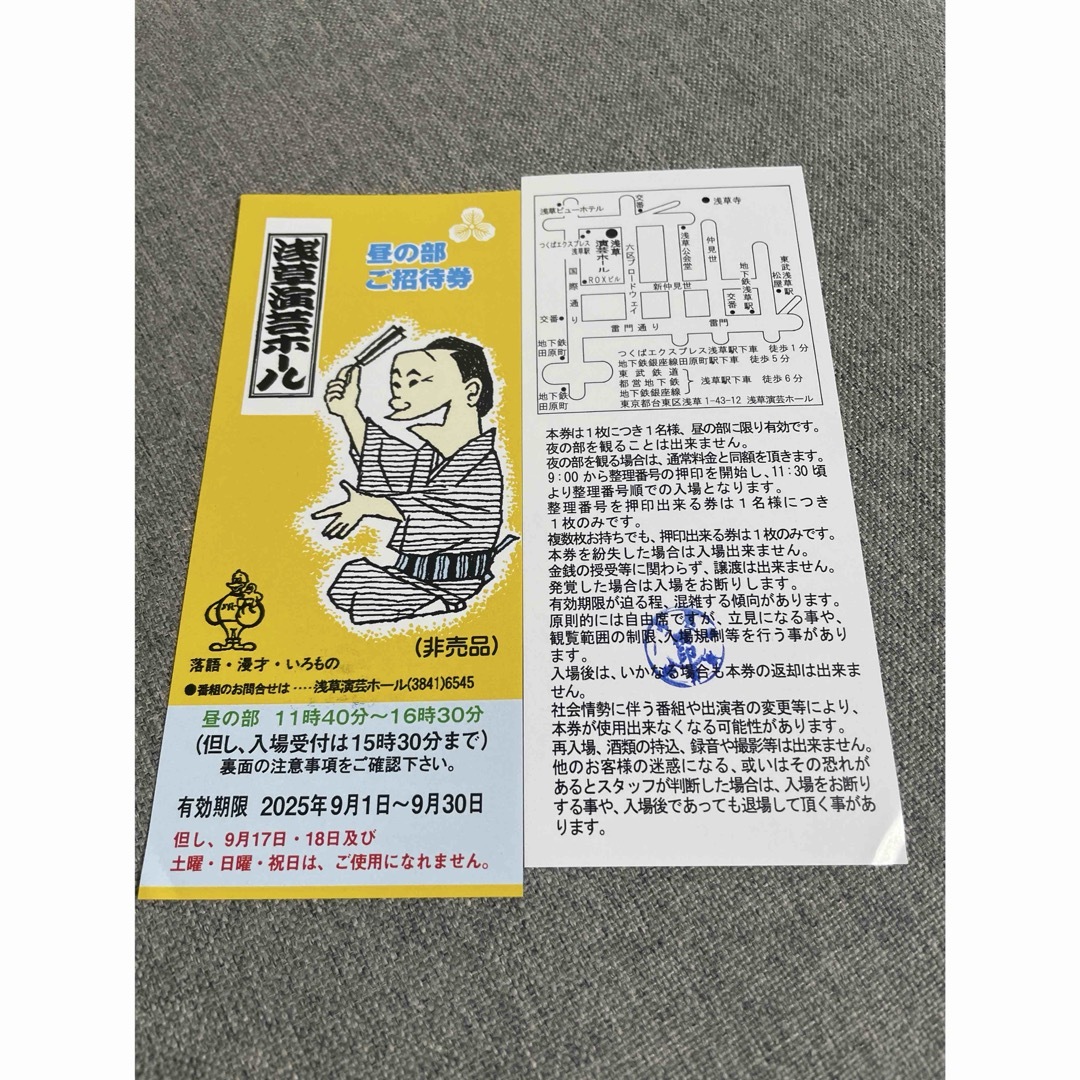 浅草演芸ホール
昼の部
ご招待券
(非売品)
落語・漫才・いろもの
●番組のお問合せは‥‥浅草演芸ホール(3841)6545
昼の部 11時40分～16時30分
(但し、入場受付は15時30分まで)
裏面の注意事項をご確認下さい。
有効期限 2025年9月1日～9月30日
但し、9月17日・18日及び
土曜・日曜・祝日は、ご使用になれません。
浅草ビューホテル
交番
浅草寺
つくばエクスプレス
浅草駅
浅草
演芸ホール
ROXビル
国際通り
六区ブロードウェイ
浅草公会堂
仲見世
新仲見世
地下鉄浅草駅
交番
東武浅草駅
松屋
交番
雷門通り
雷門
地下鉄
田原町
地下鉄
田原町
つくばエクスプレス浅草駅下車 徒歩1分
地下鉄銀座線田原町駅下車 徒歩5分
東武鉄道
都営地下鉄
地下鉄銀座線
浅草駅下車 徒歩6分
東京都台東区浅草1-43-12 浅草演芸ホール
本券は1枚につき1名様、昼の部に限り有効です。
夜の部を観ることは出来ません。
夜の部を観る場合は、通常料金と同額を頂きます。
9:00から整理番号の押印を開始し、11:30頃
より整理番号順での入場となります。
整理番号を押印出来る券は1名様につき
1枚のみです。
複数枚お持ちでも、押印出来る券は1枚のみです。
本券を紛失した場合は入場出来ません。
金銭の授受等に関わらず、譲渡は出来ません。
発覚した場合は入場をお断りします。
有効期限が迫る程、混雑する傾向があります。
原則的には自由席ですが、立見になる事や、
観覧範囲の制限、入場規制等を行う事があり
ます。
入場後は、いかなる場合も本券の返却は出来ま
せん。
社会情勢に伴う番組や出演者の変更等により、
本券が使用出来なくなる可能性があります。
再入場、酒類の持込、録音や撮影等は出来ません。
他のお客様の迷惑になる、或いはその恐れが
あるとスタッフが判断した場合は、入場をお断り
する事や、入場後であっても退場して頂く事があ
ります。